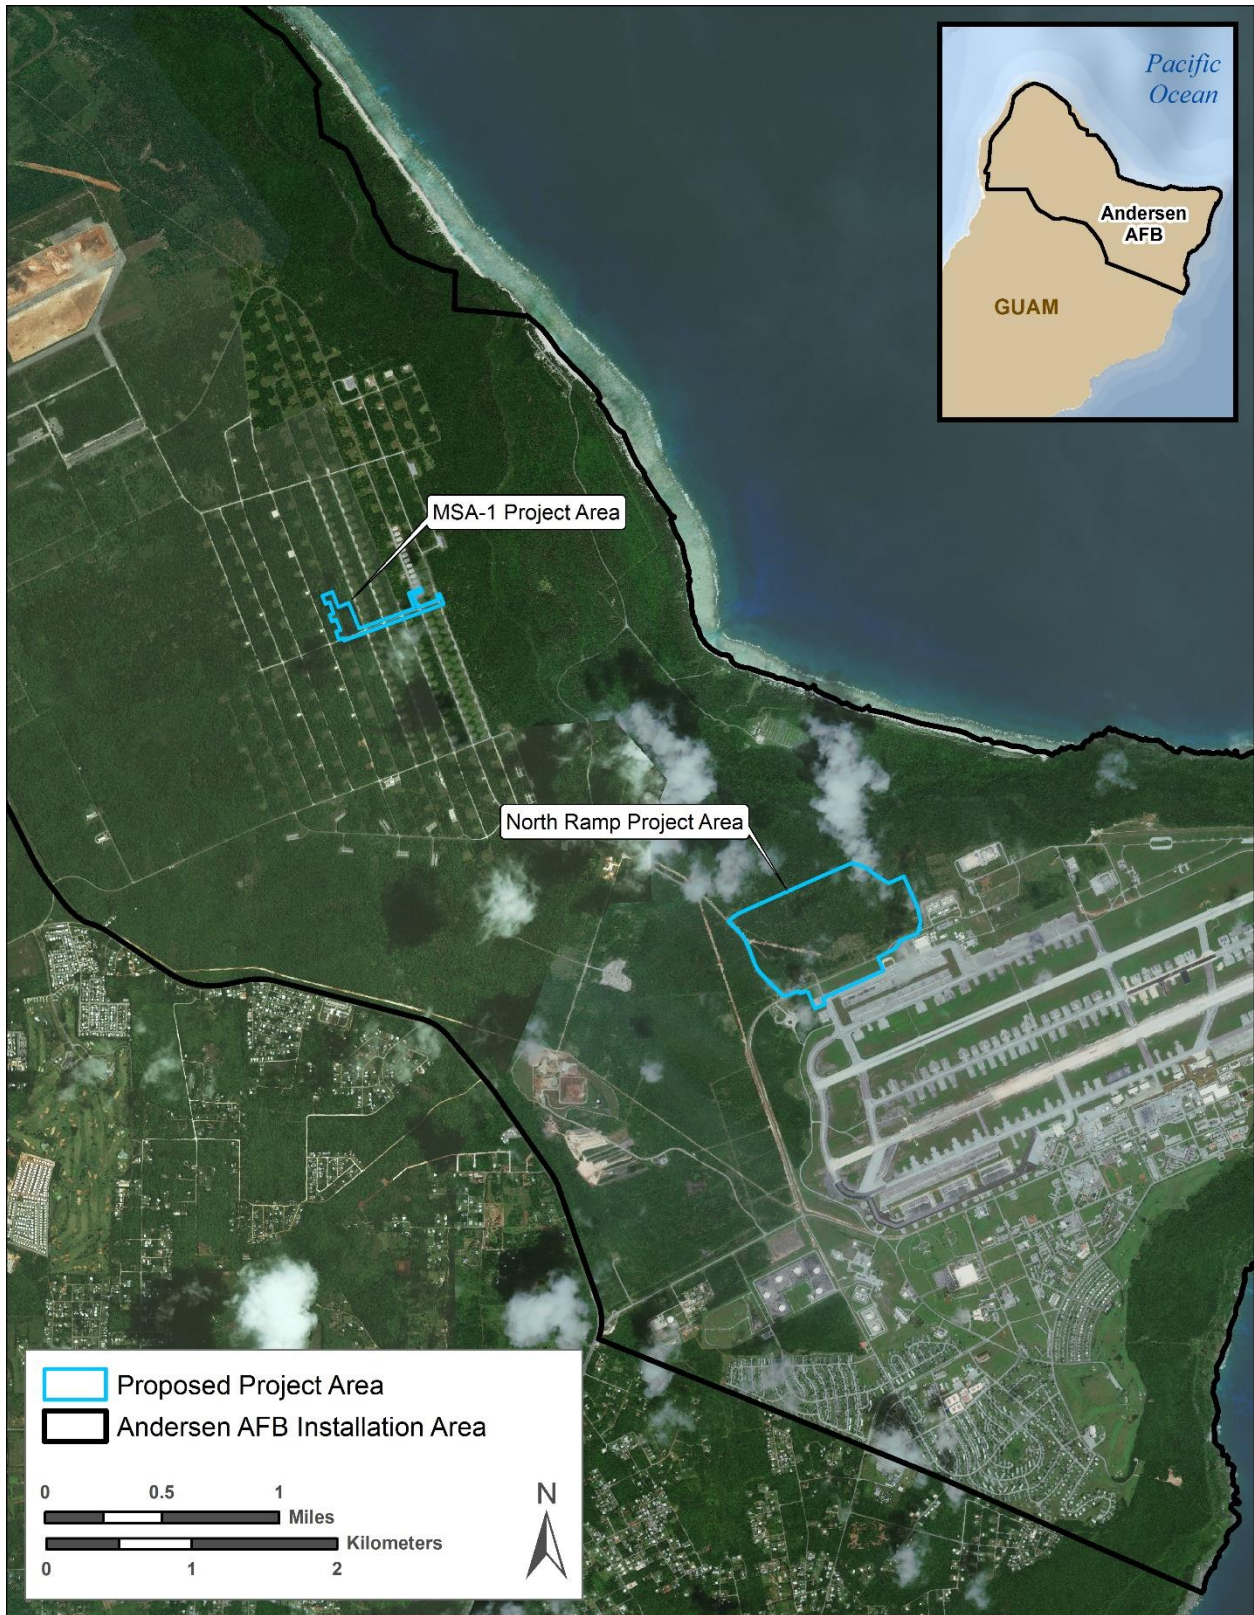 Pacific
Ocean
Andersen
AFB
GUAM
MSA-1 Project Area
North Ramp Project Area
Proposed Project Area
Andersen AFB Installation Area
0 0.5 1
Miles
Kilometers
0 1 2
N